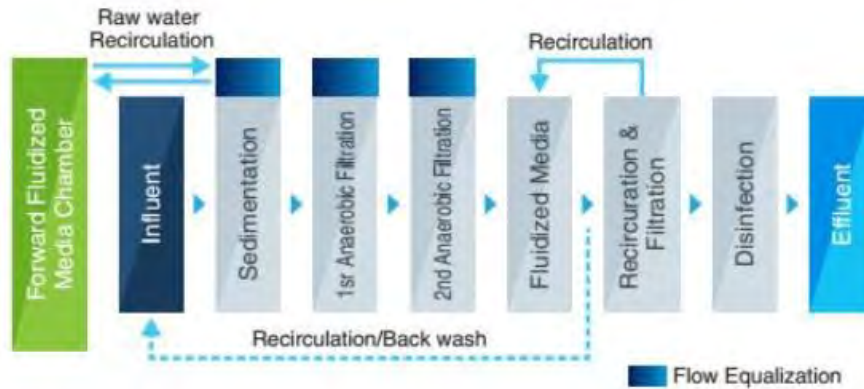 Raw water
Recirculation
Recirculation
Forward Fluidized
Media Chamber
Influent
Sedimentation
1sr Anaerobic Filtration
2nd Anaerobic Filtration
Fluidized Media
Recircuration &
Filtration
Disinfection
Effluent
Recirculation/Back wash
Flow Equalization